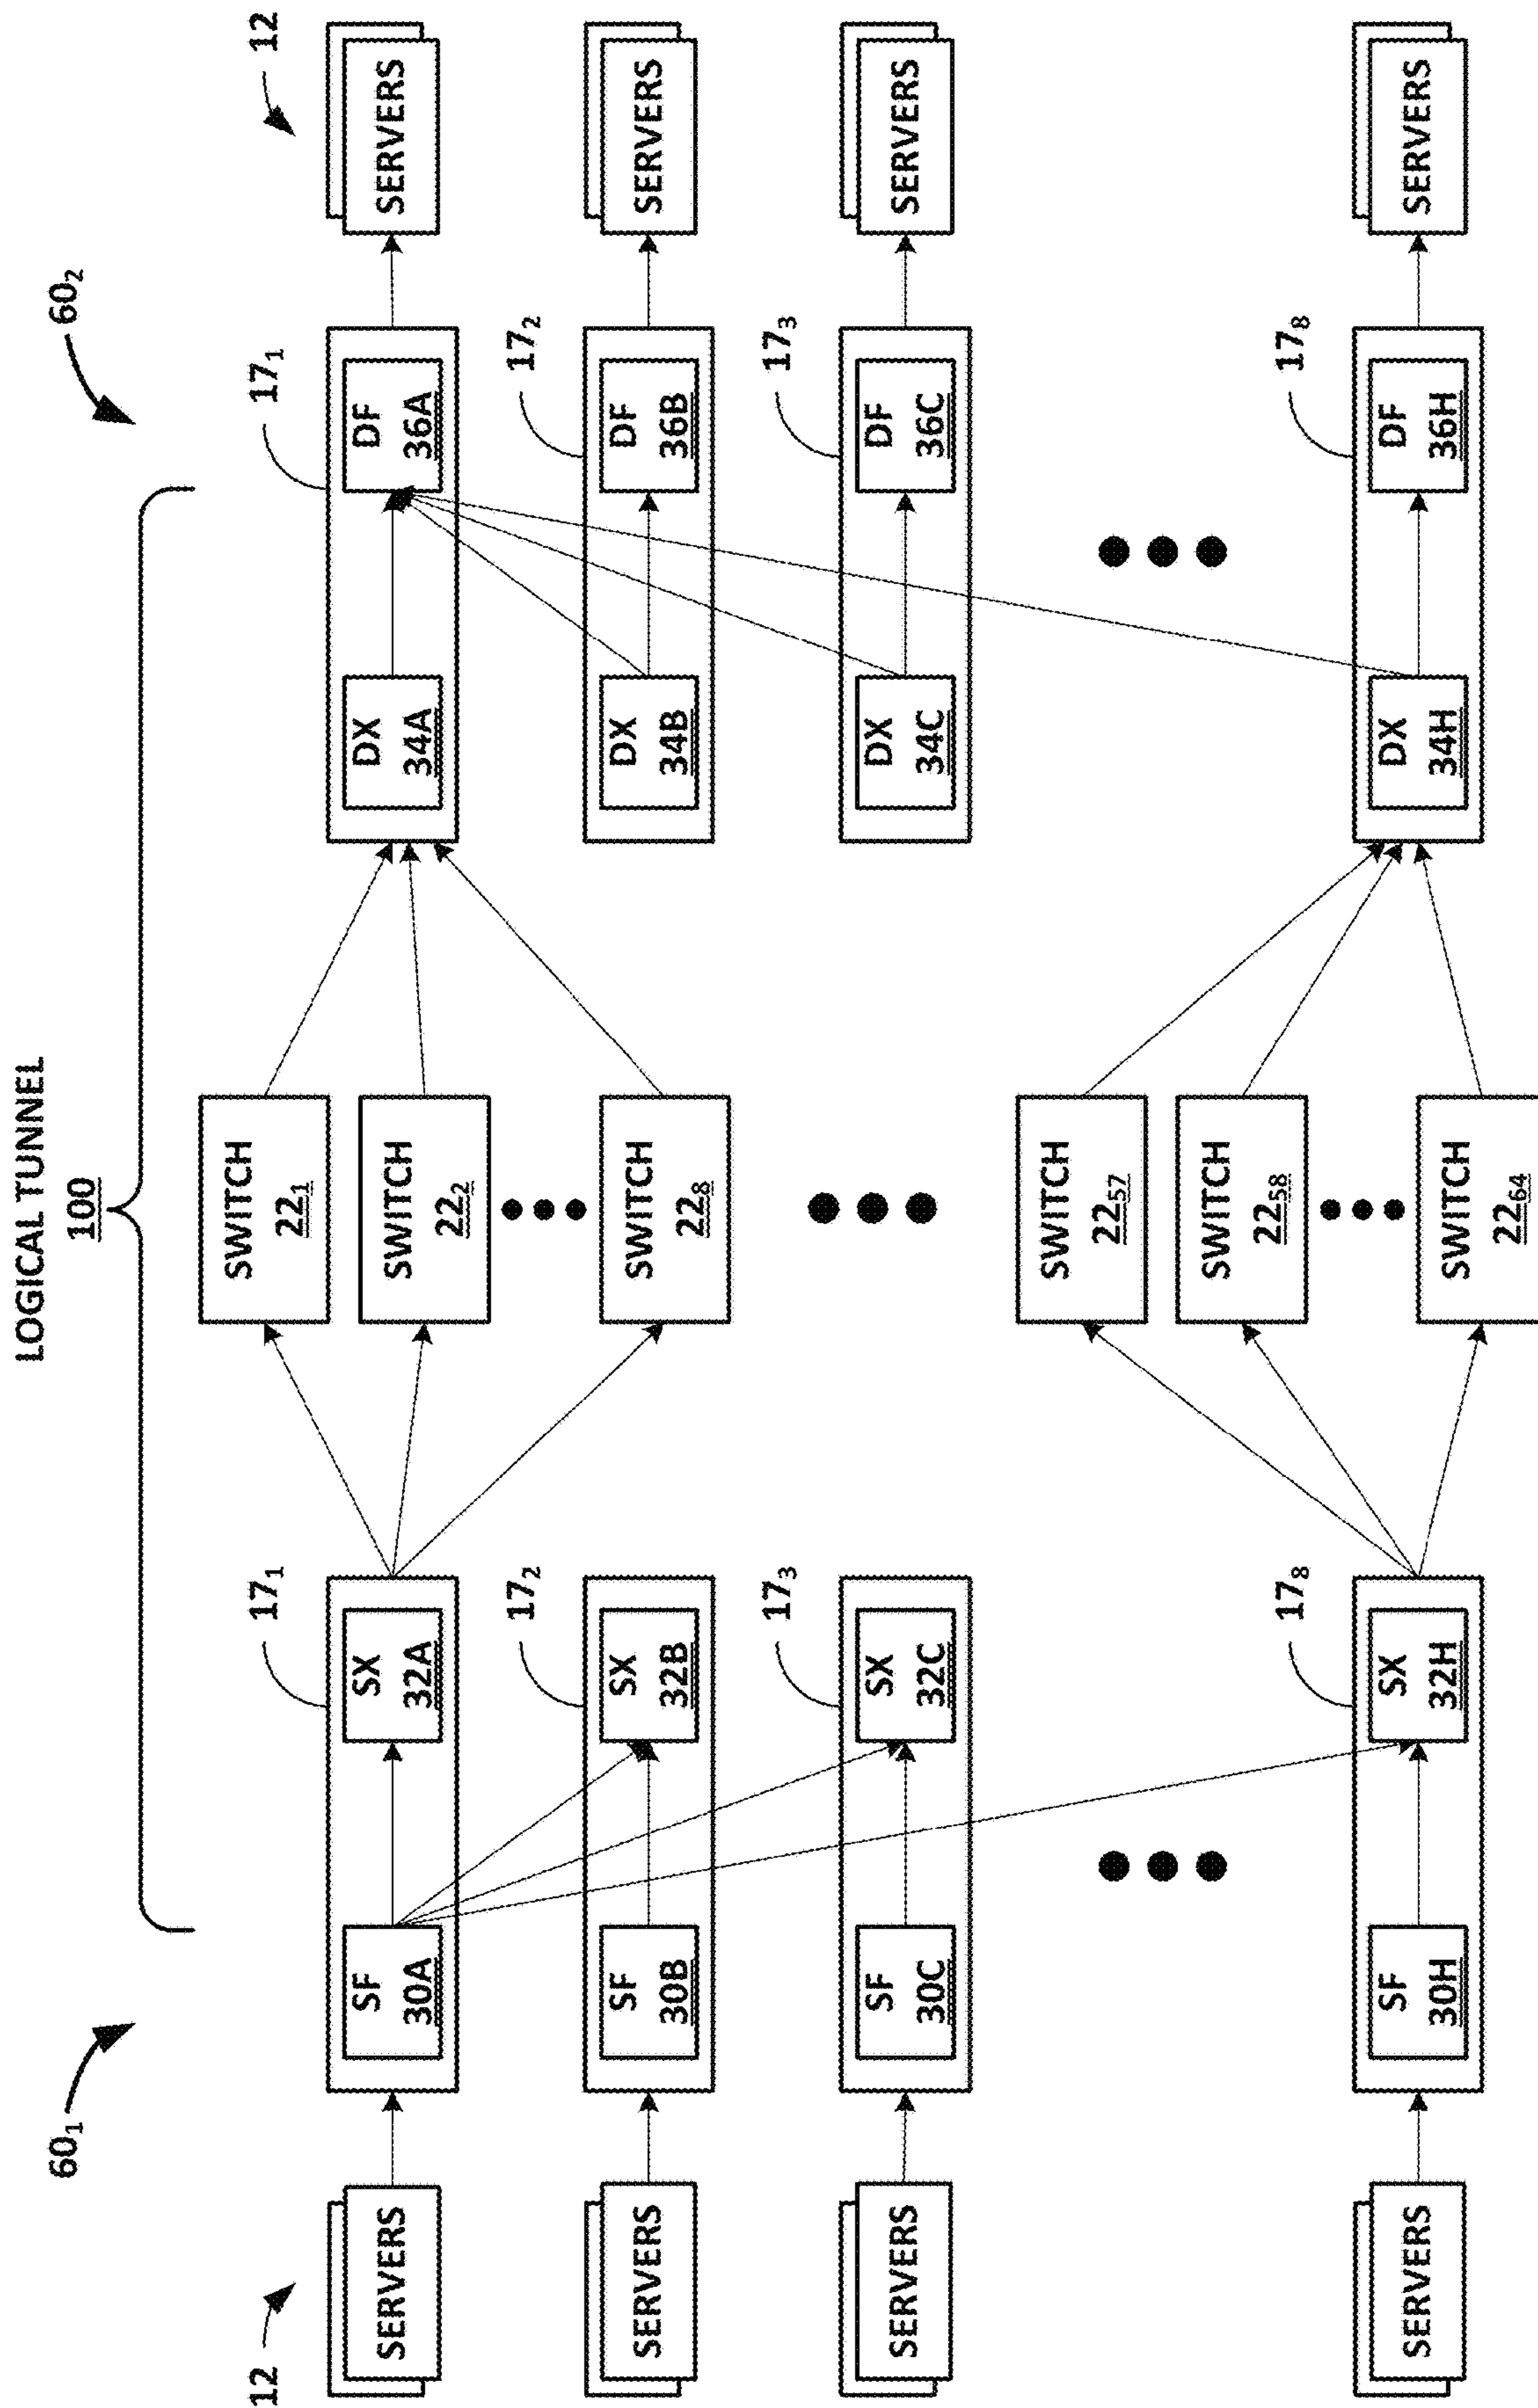 LOGICAL TUNNEL
100
60₁
60₂
12
12
SERVERS
17₁
SF
30A
SX
32A
SWITCH
22₁
17₁
DX
34A
DF
36A
SERVERS
SWITCH
22₂
SERVERS
17₂
SF
30B
SX
32B
SWITCH
22₈
17₂
DX
34B
DF
36B
SERVERS
SERVERS
17₃
SF
30C
SX
32C
17₃
DX
34C
DF
36C
SERVERS
SWITCH
22₅₇
SWITCH
22₅₈
SERVERS
17₈
SF
30H
SX
32H
SWITCH
22₆₄
17₈
DX
34H
DF
36H
SERVERS